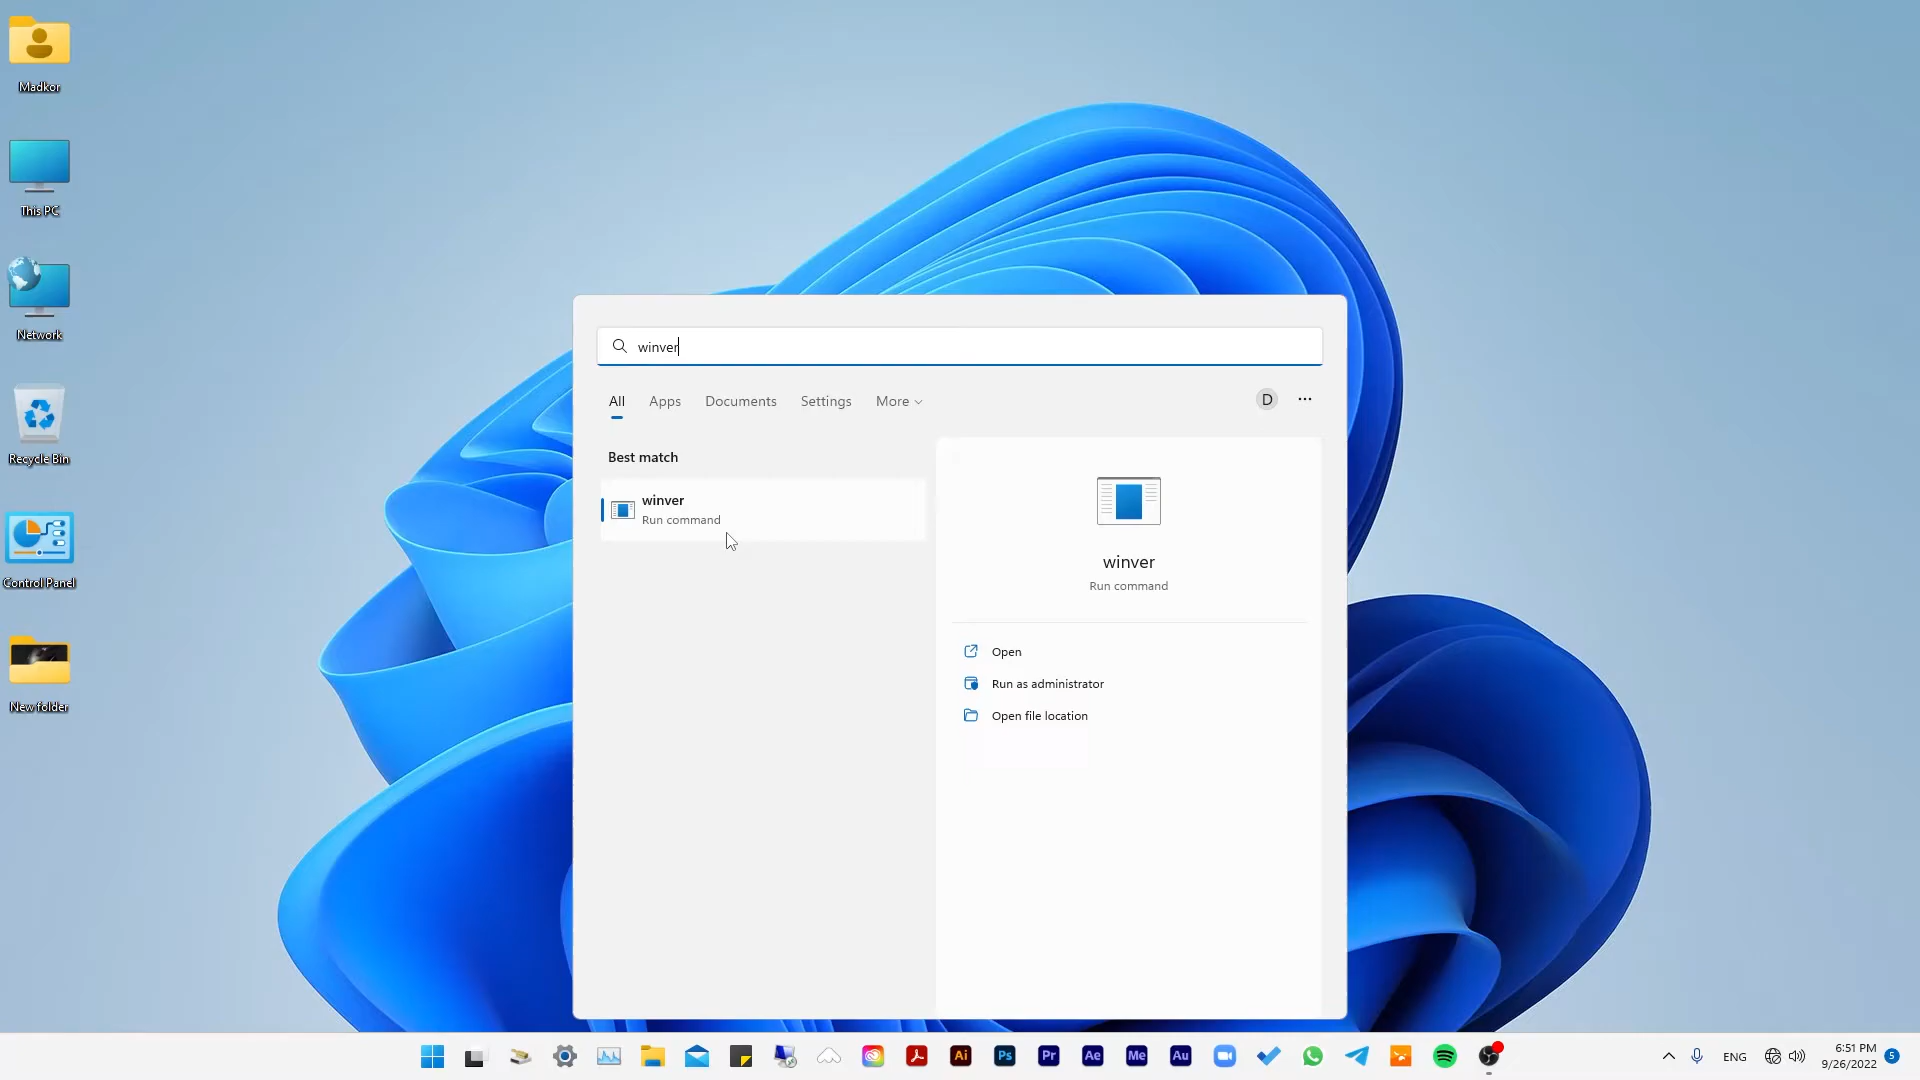 Madkor
This PC
Network
Recycle Bin
Control Panel
New folder
winver
All Apps Documents Settings More
D
Best match
winver
Run command
winver
Run command
Open
Run as administrator
Open file location
Ai Ps Pr Ae Me Au
ENG
6:51 PM
9/26/2022
5